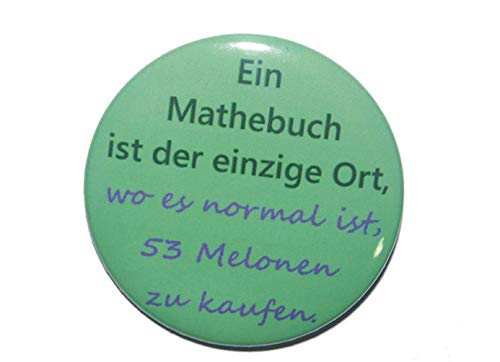 Ein
Mathebuch
ist der einzige Ort,
wo es normal ist,
53 Melonen
zu kaufen.